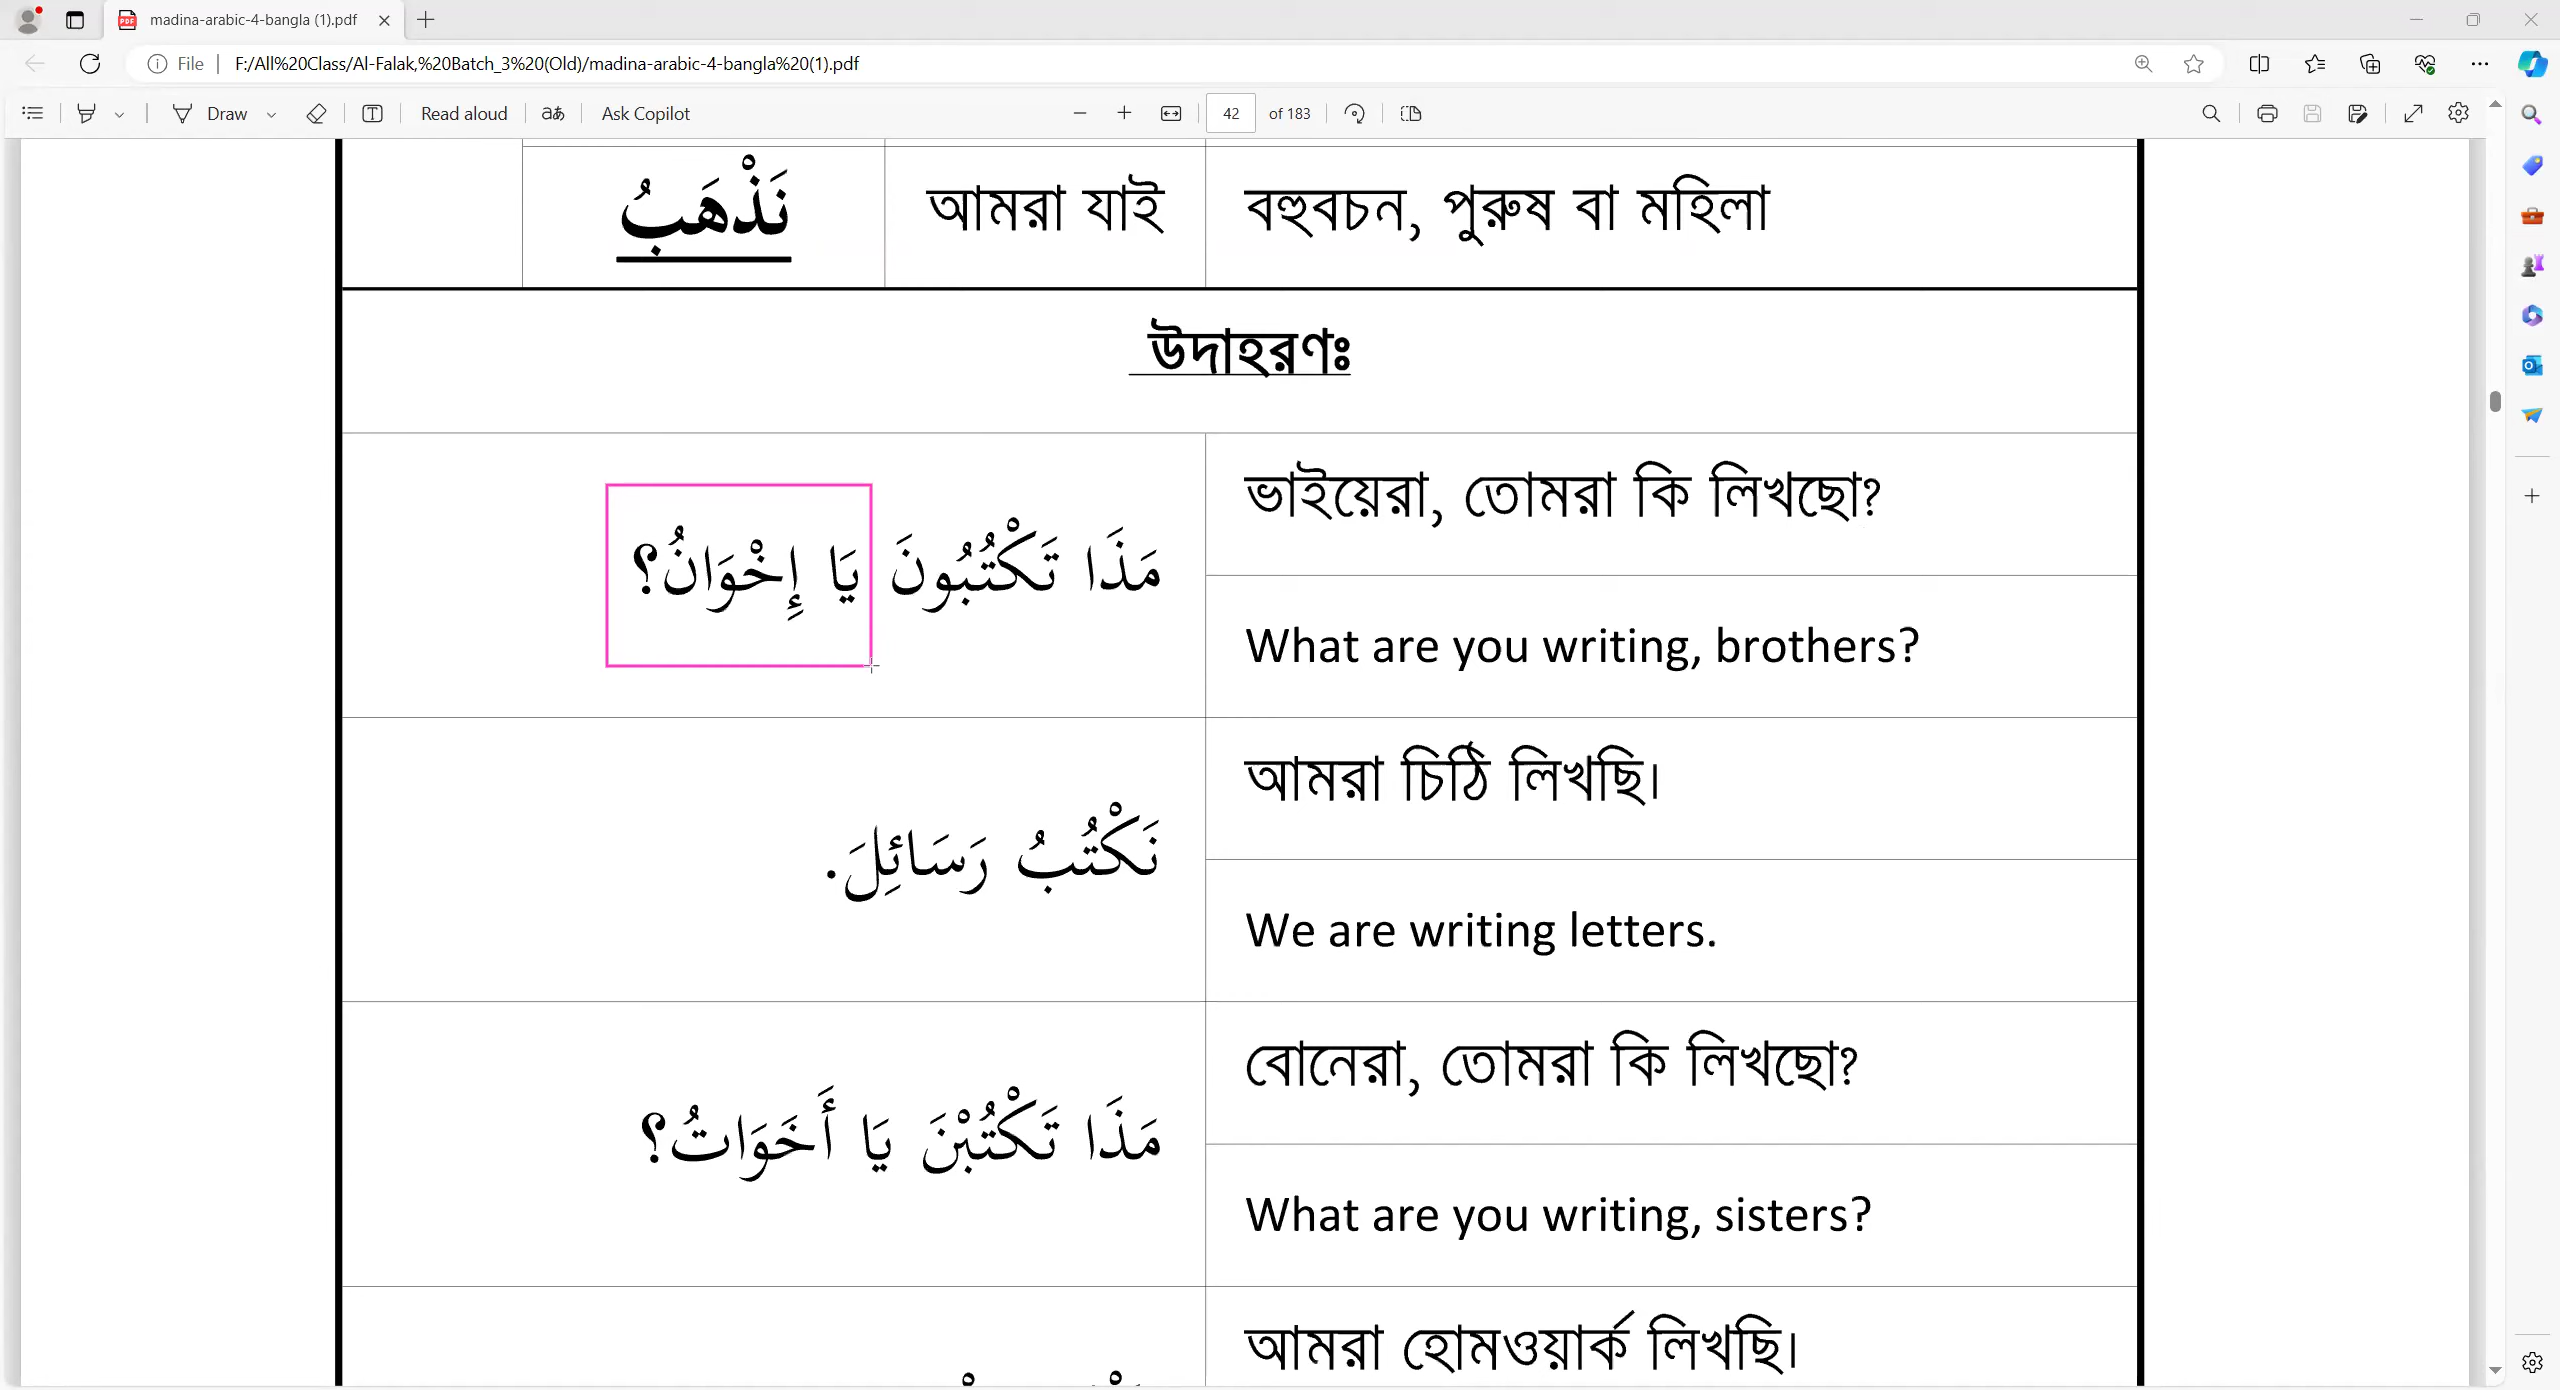 madina-arabic-4-bangla (1).pdf
File F:/All%20Class/Al-Falak,%20Batch_3%20(Old)/madina-arabic-4-bangla%20(1).pdf
Draw Read aloud aあ Ask Copilot 42 of 183
نَذْهَبُ
আমরা যাই
বহুবচন, পুরুষ বা মহিলা
উদাহরণঃ
مَذَا تَكْتُبُونَ يَا إِخْوَانُ؟
ভাইয়েরা, তোমরা কি লিখছো?
What are you writing, brothers?
نَكْتُبُ رَسَائِلَ.
আমরা চিঠি লিখছি।
We are writing letters.
مَذَا تَكْتُبْنَ يَا أَخَوَاتُ؟
বোনেরা, তোমরা কি লিখছো?
What are you writing, sisters?
আমরা হোমওয়ার্ক লিখছি।